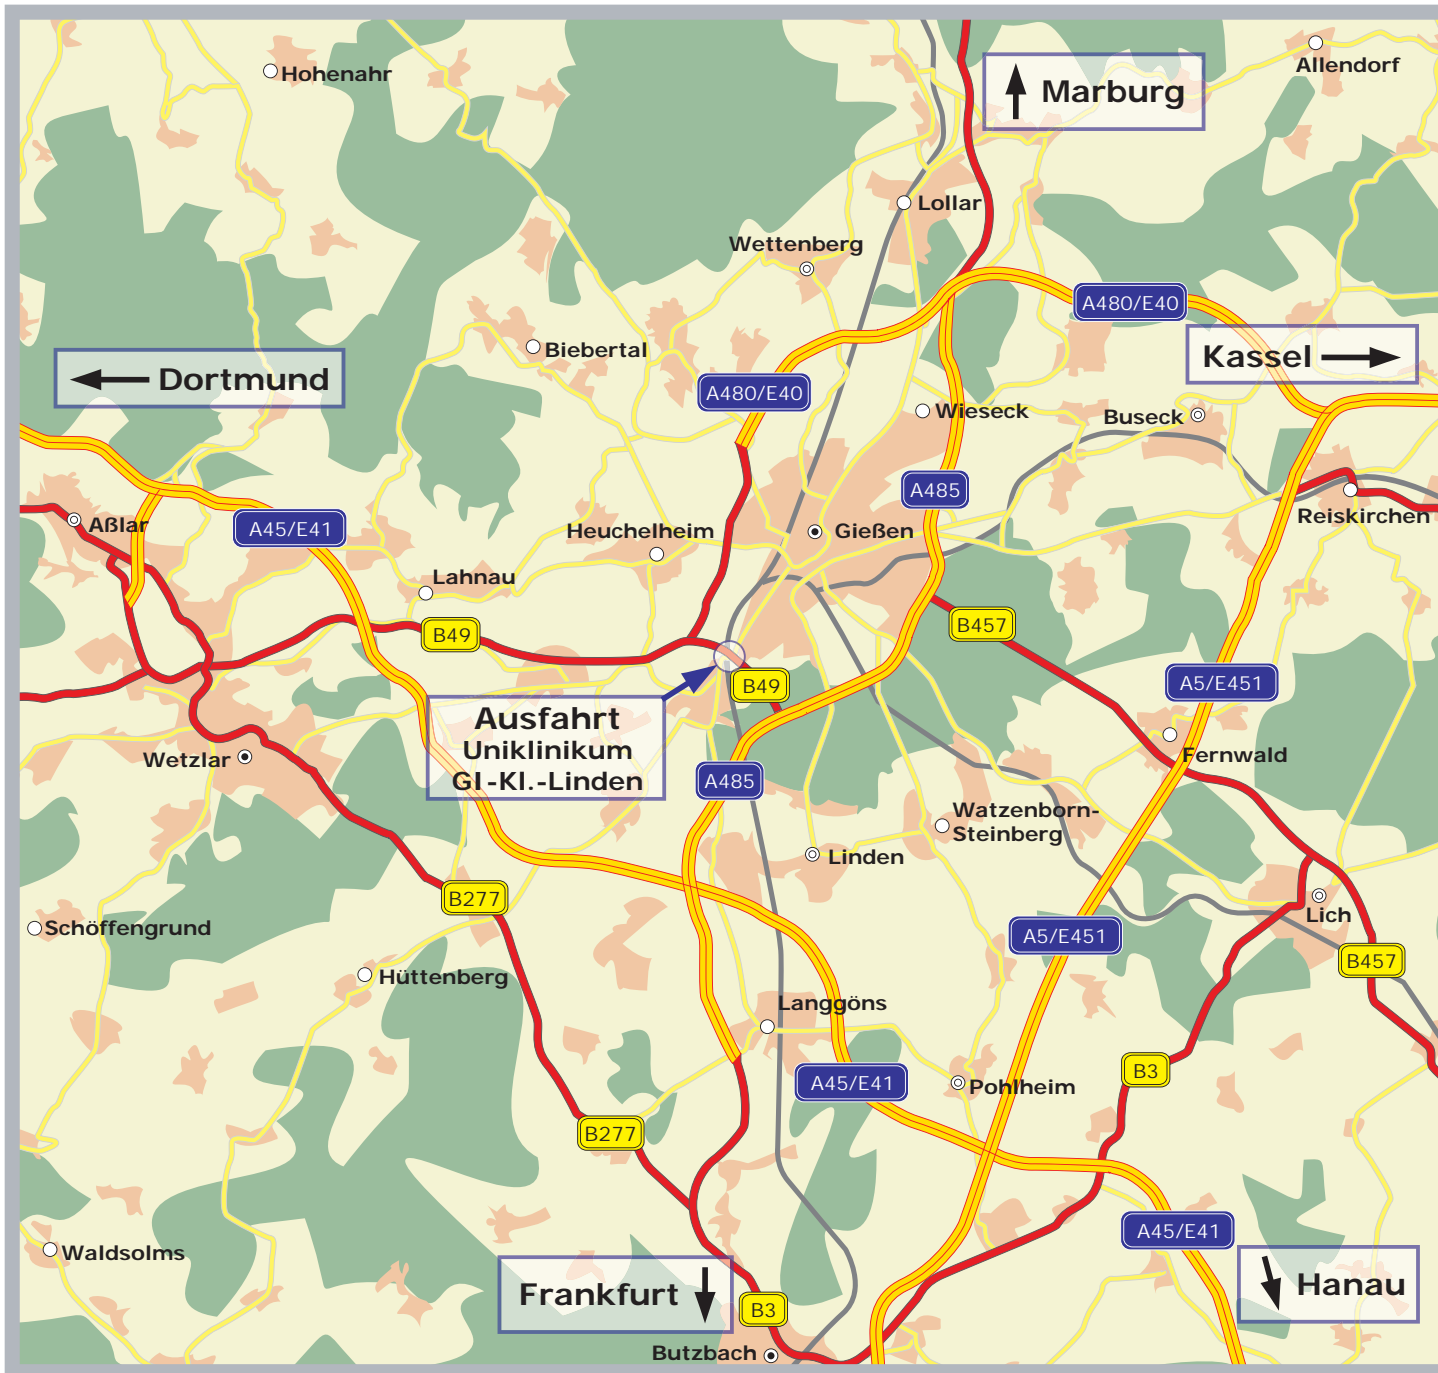 Hohenahr
Allendorf
Marburg
Lollar
Wettenberg
A480/E40
Kassel
Biebertal
Dortmund
A480/E40
Wieseck
Buseck
A485
Reiskirchen
Aßlar
A45/E41
Heuchelheim
Gießen
Lahnau
B49
B457
A5/E451
B49
Ausfahrt
Uniklinikum
GI-Kl.-Linden
Wetzlar
Fernwald
A485
Watzenborn-
Steinberg
Linden
B277
Lich
Schöffengrund
A5/E451
B457
Hüttenberg
Langgöns
A45/E41
Pohlheim
B3
B277
A45/E41
Waldsolms
Frankfurt
Hanau
B3
Butzbach